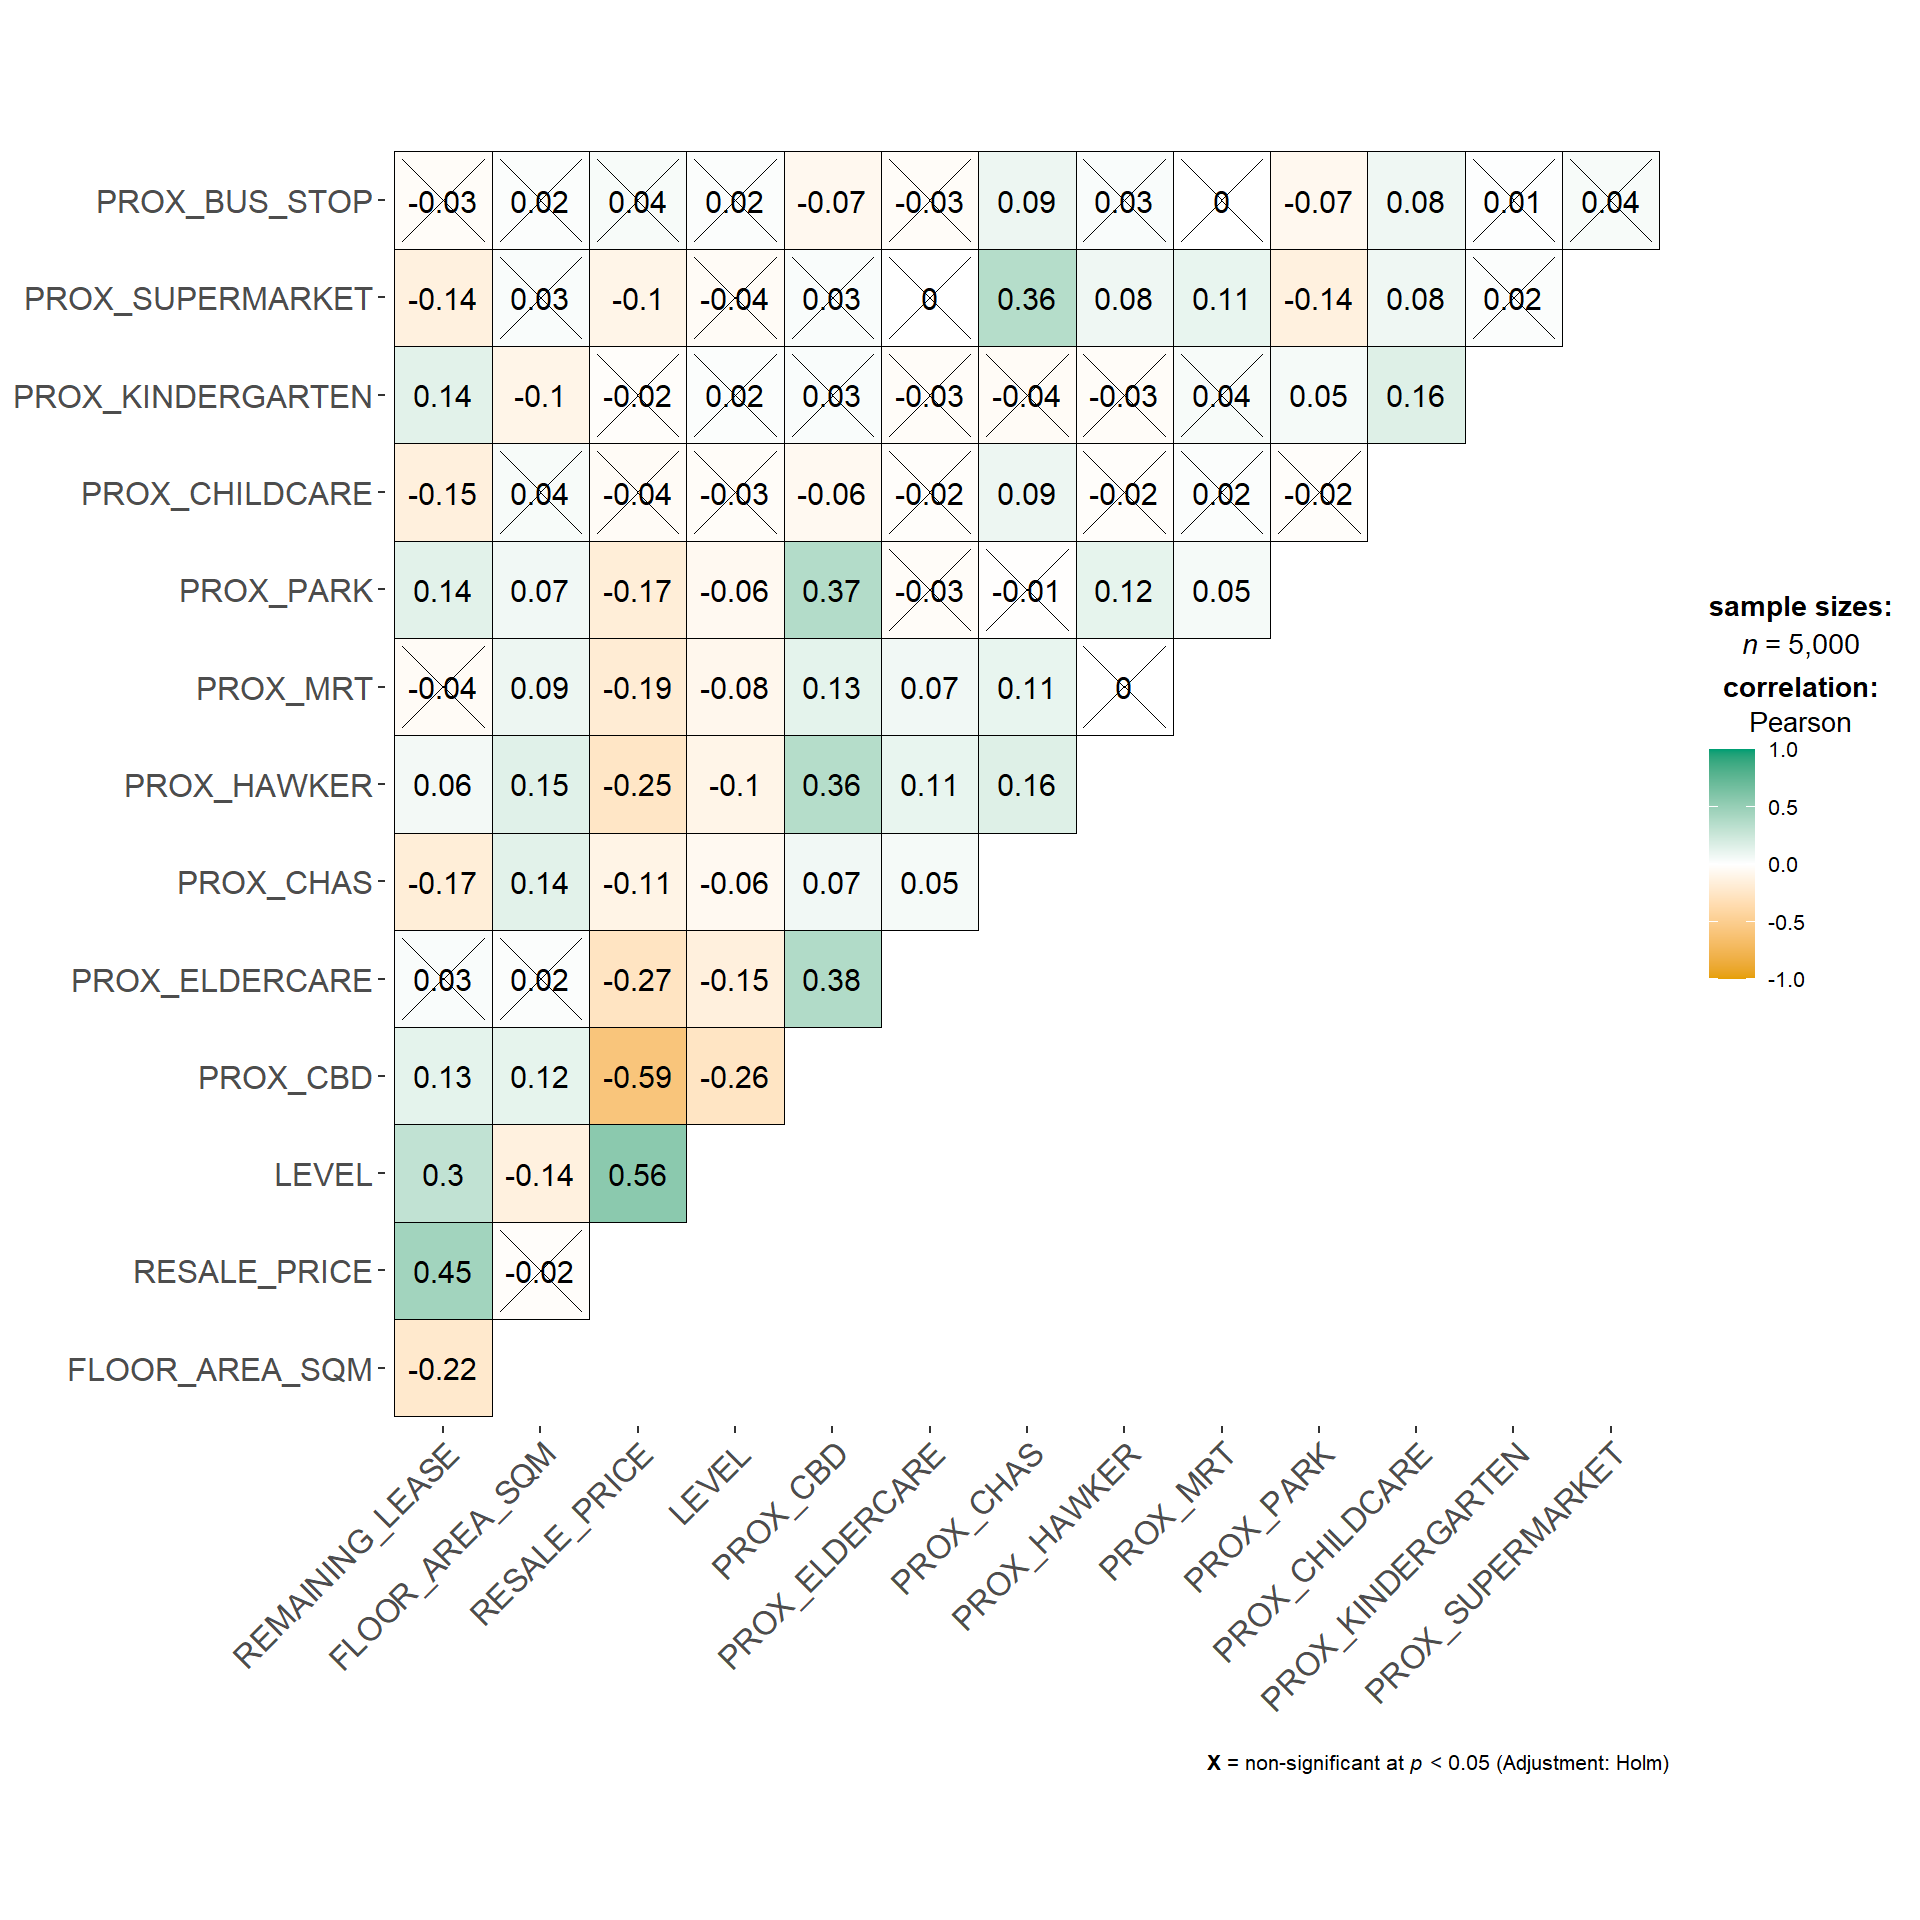 PROX_BUS_STOP -0.03 0.02 0.04 0.02 -0.07 -0.03 0.09 0.03 0 -0.07 0.08 0.01 0.04
PROX_SUPERMARKET -0.14 0.03 -0.1 -0.04 0.03 0 0.36 0.08 0.11 -0.14 0.08 0.02
PROX_KINDERGARTEN 0.14 -0.1 -0.02 0.02 0.03 -0.03 -0.04 -0.03 0.04 0.05 0.16
PROX_CHILDCARE -0.15 0.04 -0.04 -0.03 -0.06 -0.02 0.09 -0.02 0.02 -0.02
PROX_PARK 0.14 0.07 -0.17 -0.06 0.37 -0.03 -0.01 0.12 0.05
PROX_MRT -0.04 0.09 -0.19 -0.08 0.13 0.07 0.11 0
PROX_HAWKER 0.06 0.15 -0.25 -0.1 0.36 0.11 0.16
PROX_CHAS -0.17 0.14 -0.11 -0.06 0.07 0.05
PROX_ELDERCARE 0.03 0.02 -0.27 -0.15 0.38
PROX_CBD 0.13 0.12 -0.59 -0.26
LEVEL 0.3 -0.14 0.56
RESALE_PRICE 0.45 -0.02
FLOOR_AREA_SQM -0.22
REMAINING_LEASE
FLOOR_AREA_SQM
RESALE_PRICE
LEVEL
PROX_CBD
PROX_ELDERCARE
PROX_CHAS
PROX_HAWKER
PROX_MRT
PROX_PARK
PROX_CHILDCARE
PROX_KINDERGARTEN
PROX_SUPERMARKET
sample sizes:
n = 5,000
correlation:
Pearson
1.0
0.5
0.0
-0.5
-1.0
X = non-significant at p < 0.05 (Adjustment: Holm)